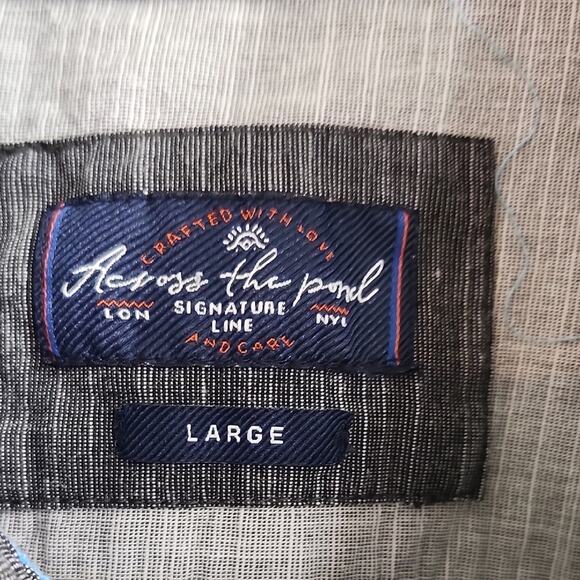 CRAFTED WITH LOVE
Across the pond
LON SIGNATURE NYC
LINE
AND CARE
LARGE